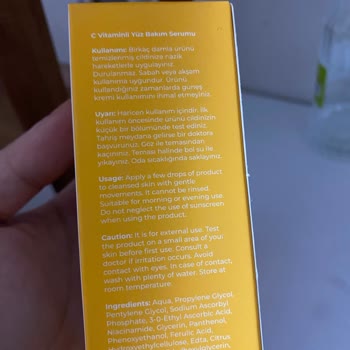 C Vitaminli Yüz Bakım Serumu
Kullanımı: Birkaç damla ürünü
temizlenmiş cildinize nazik
hareketlerle uygulayınız.
Durulanmaz. Sabah veya akşam
kullanıma uygundur. Ürünü
kullandığınız zamanlarda güneş
kremi kullanımını ihmal etmeyiniz.
Uyarı: Haricen kullanım içindir. İlk
kullanım öncesinde ürünü cildinizin
küçük bir bölümünde test ediniz.
Tahriş meydana gelirse bir doktora
başvurunuz. Göz ile temasından
kaçınınız. Teması halinde bol su ile
yıkayınız. Oda sıcaklığında saklayınız.
Usage: Apply a few drops of product
to cleansed skin with gentle
movements. It cannot be rinsed.
Suitable for morning or evening use.
Do not neglect the use of sunscreen
when using the product.
Caution: It is for external use. Test
the product on a small area of your
skin before first use. Consult a
doctor if irritation occurs. Avoid
contact with eyes. In case of contact,
wash with plenty of water. Store at
room temperature.
Ingredients: Aqua, Propylene Glycol,
Pentylene Glycol, Sodium Ascorbyl
Phosphate, 3-0-Ethyl Ascorbic Acid,
Niacinamide, Glycerin, Panthenol,
Phenoxyethanol, Ferulic Acid,
Hydroxyethylcellulose, Edta, Citrus